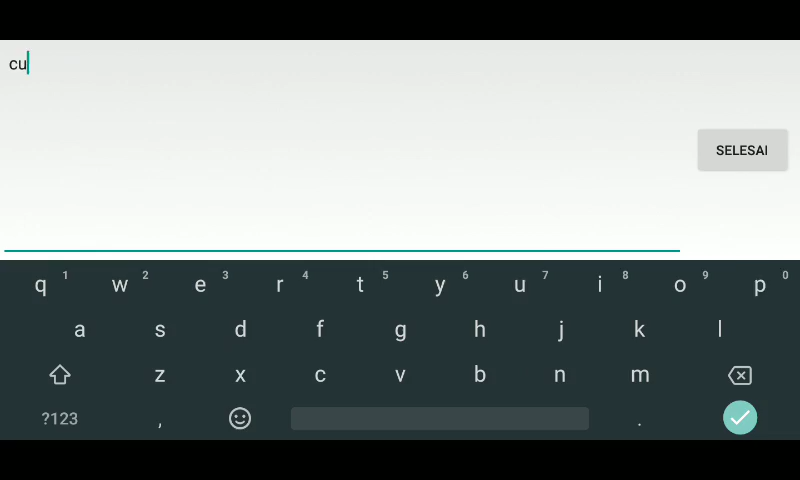 cu
SELESAI
q 1 w 2 e 3 r 4 t 5 y 6 u 7 i 8 o 9 p 0
a s d f g h j k l
z x c v b n m
?123 , .